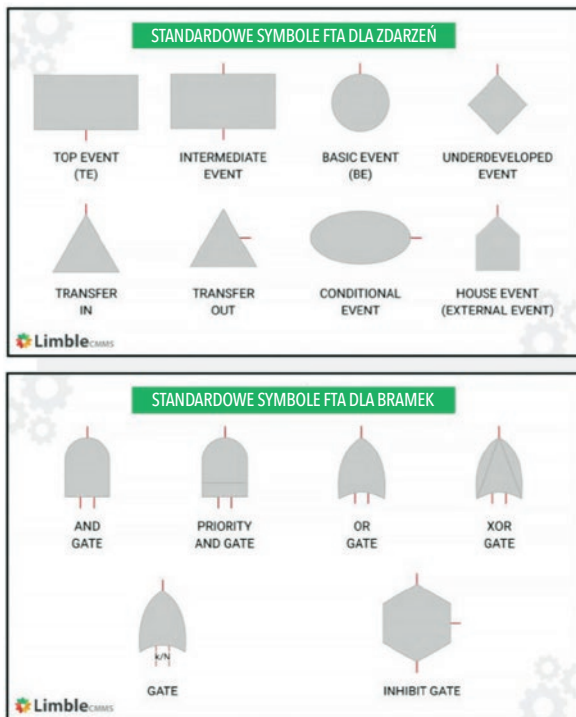 STANDARDOWE SYMBOLE FTA DLA ZDARZEŃ
TOP EVENT
(TE)
INTERMEDIATE
EVENT
BASIC EVENT
(BE)
UNDERDEVELOPED
EVENT
TRANSFER
IN
TRANSFER
OUT
CONDITIONAL
EVENT
HOUSE EVENT
(EXTERNAL EVENT)
Limble CMMS
STANDARDOWE SYMBOLE FTA DLA BRAMEK
AND
GATE
PRIORITY
AND GATE
OR
GATE
XOR
GATE
k/N
GATE
INHIBIT GATE
Limble CMMS